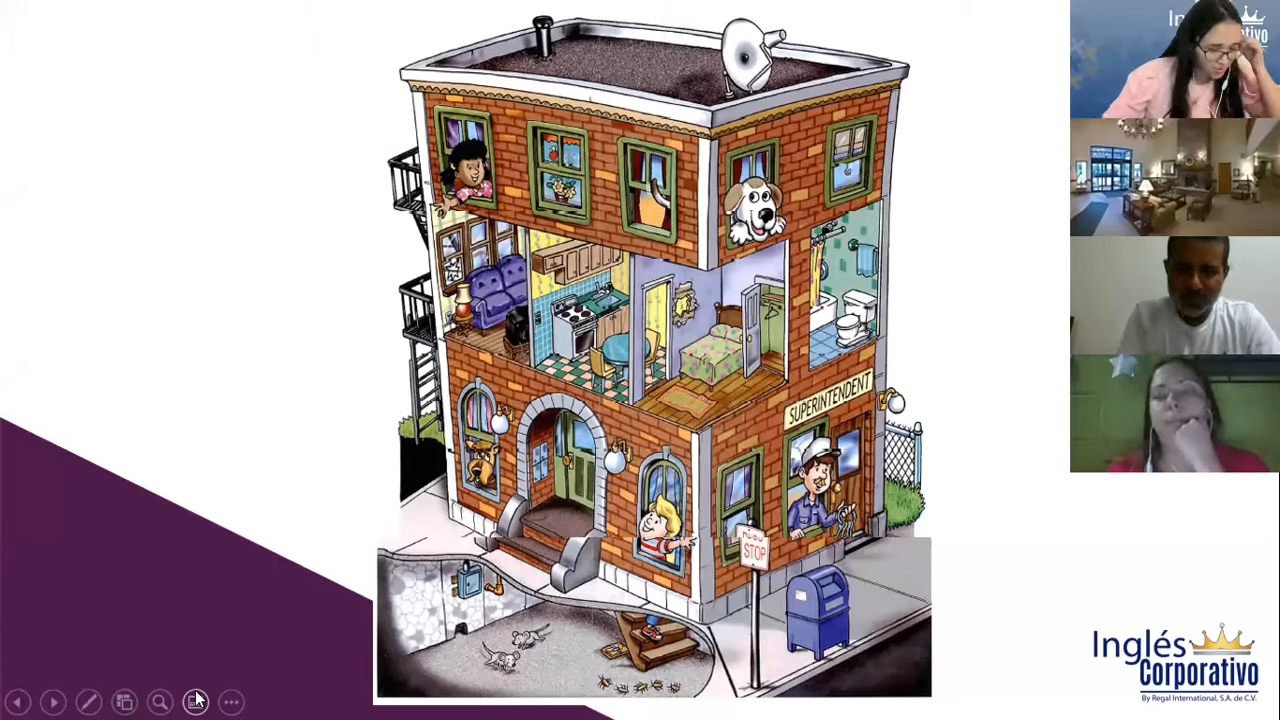 SUPERINTENDENT
STOP
Inglés
Corporativo
By Regal International, S.A. de C.V.